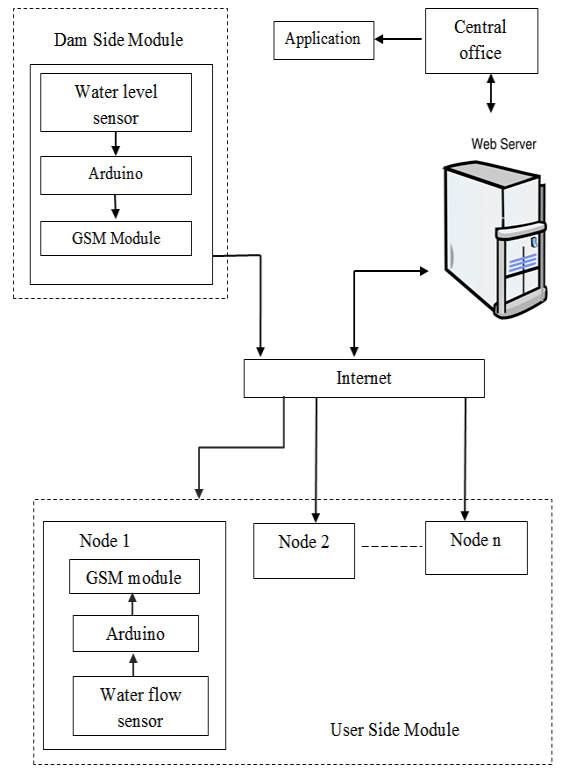 Dam Side Module
Water level
sensor
Arduino
GSM Module
Application
Central
office
Web Server
Internet
Node 1
GSM module
Arduino
Water flow
sensor
Node 2
Node n
User Side Module